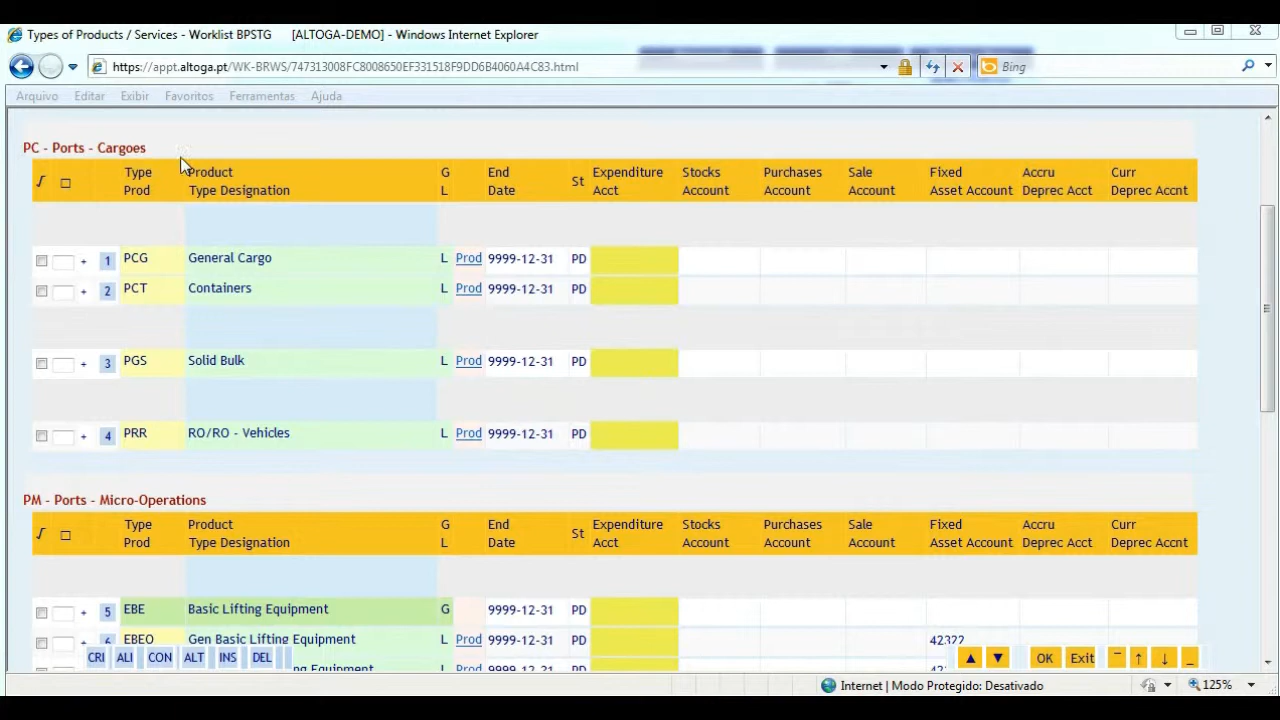 Types of Products / Services - Worklist BPSTG [ALTOGA-DEMO] - Windows Internet Explorer
https://appt.altoga.pt/WK-BRWS/747313008FC8008650EF331518F9DD6B4060A4C83.html Bing
Arquivo Editar Exibir Favoritos Ferramentas Ajuda
PC - Ports - Cargoes
Type Product G End St Expenditure Stocks Purchases Sale Fixed Accru Curr
Prod Type Designation L Date Acct Account Account Account Asset Account Deprec Acct Deprec Accnt
+ 1 PCG General Cargo L Prod 9999-12-31 PD
+ 2 PCT Containers L Prod 9999-12-31 PD
+ 3 PGS Solid Bulk L Prod 9999-12-31 PD
+ 4 PRR RO/RO - Vehicles L Prod 9999-12-31 PD
PM - Ports - Micro-Operations
Type Product G End St Expenditure Stocks Purchases Sale Fixed Accru Curr
Prod Type Designation L Date Acct Account Account Account Asset Account Deprec Acct Deprec Accnt
+ 5 EBE Basic Lifting Equipment G 9999-12-31 PD
+ 6 EBEO Gen Basic Lifting Equipment L Prod 9999-12-31 PD 42322
CRI ALI CON ALT INS DEL ▲ ▼ OK Exit ↑ ↓
Internet | Modo Protegido: Desativado 125%